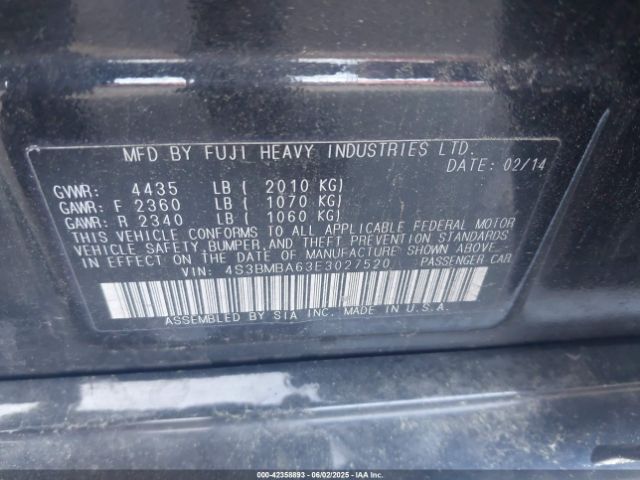 MFD BY FUJI HEAVY INDUSTRIES LTD.
DATE: 02/14
GVWR: 4435 LB ( 2010 KG)
GAWR: F 2360 LB ( 1070 KG)
GAWR: R 2340 LB ( 1060 KG)
THIS VEHICLE CONFORMS TO ALL APPLICABLE FEDERAL MOTOR
VEHICLE SAFETY, BUMPER, AND THEFT PREVENTION STANDARDS
IN EFFECT ON THE DATE OF MANUFACTURE SHOWN ABOVE.
VIN: 4S3BMBA63E3027520 PASSENGER CAR
ASSEMBLED BY SIA INC. MADE IN U.S.A.
000-42358893 (06/02/2025) IAAI.COM